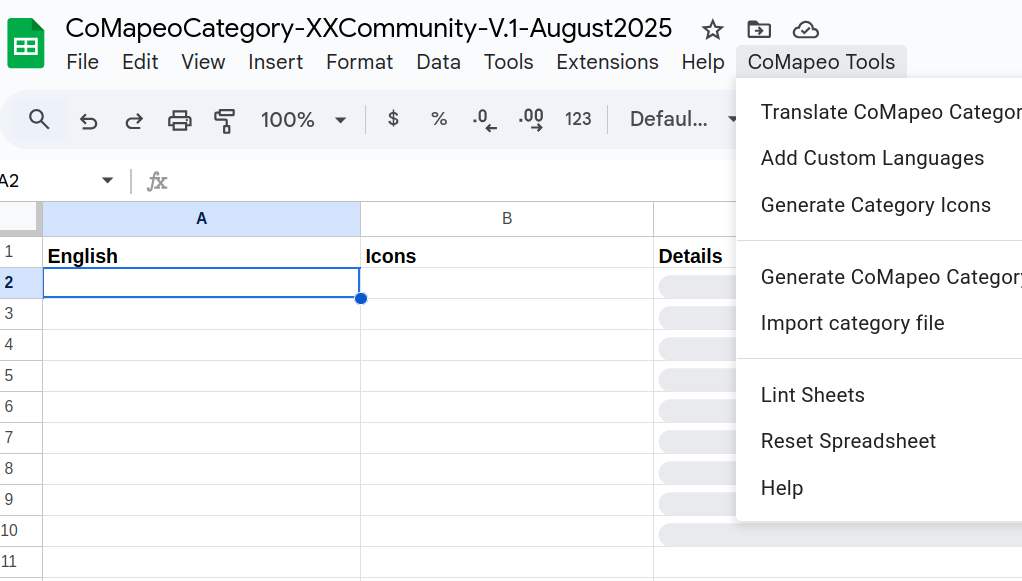 CoMapeoCategory-XXCommunity-V.1-August2025
File Edit View Insert Format Data Tools Extensions Help CoMapeo Tools
100% $ % .0 .00 123 Defaul...
A2 fx
A B
1 English Icons Details
2
3
4
5
6
7
8
9
10
11
Translate CoMapeo Categor
Add Custom Languages
Generate Category Icons
Generate CoMapeo Category
Import category file
Lint Sheets
Reset Spreadsheet
Help